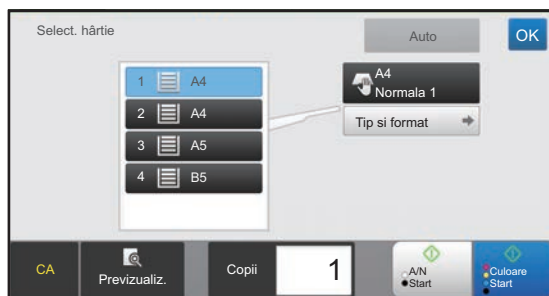 Select. hârtie
Auto
OK
1 A4
2 A4
3 A5
4 B5
A4
Normala 1
Tip si format
CA
Previzualiz.
Copii
1
A/N
Start
Culoare
Start